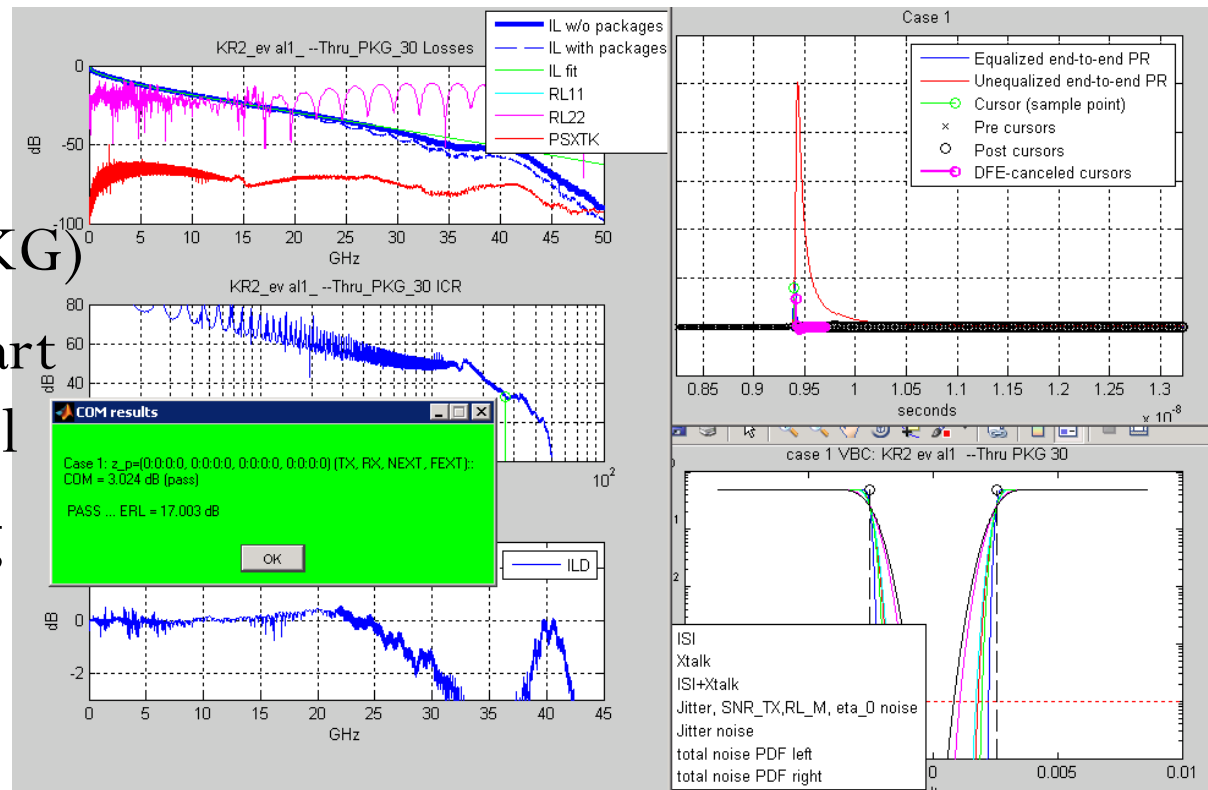 KR2_ev al1_ --Thru_PKG_30 Losses
IL w/o packages
IL with packages
IL fit
RL11
RL22
PSXTK
0
-50
-100
dB
0 5 10 15 20 25 30 35 40 45 50
GHz
KG)
art
l
KR2_ev al1_ --Thru_PKG_30 ICR
80
60
40
dB
10²
COM results
Case 1: z_p=(0:0:0:0, 0:0:0:0, 0:0:0:0, 0:0:0:0) (TX, RX, NEXT, FEXT)::
COM = 3.024 dB (pass)
PASS ... ERL = 17.003 dB
OK
ILD
0
-2
dB
0 5 10 15 20 25 30 35 40 45
GHz
Case 1
Equalized end-to-end PR
Unequalized end-to-end PR
Cursor (sample point)
Pre cursors
Post cursors
DFE-canceled cursors
0.85 0.9 0.95 1 1.05 1.1 1.15 1.2 1.25 1.3
seconds
x 10⁻⁸
case 1 VBC: KR2 ev al1 --Thru PKG 30
0
1
2
ISI
Xtalk
ISI+Xtalk
Jitter, SNR_TX,RL_M, eta_0 noise
Jitter noise
total noise PDF left
total noise PDF right
0 0.005 0.01